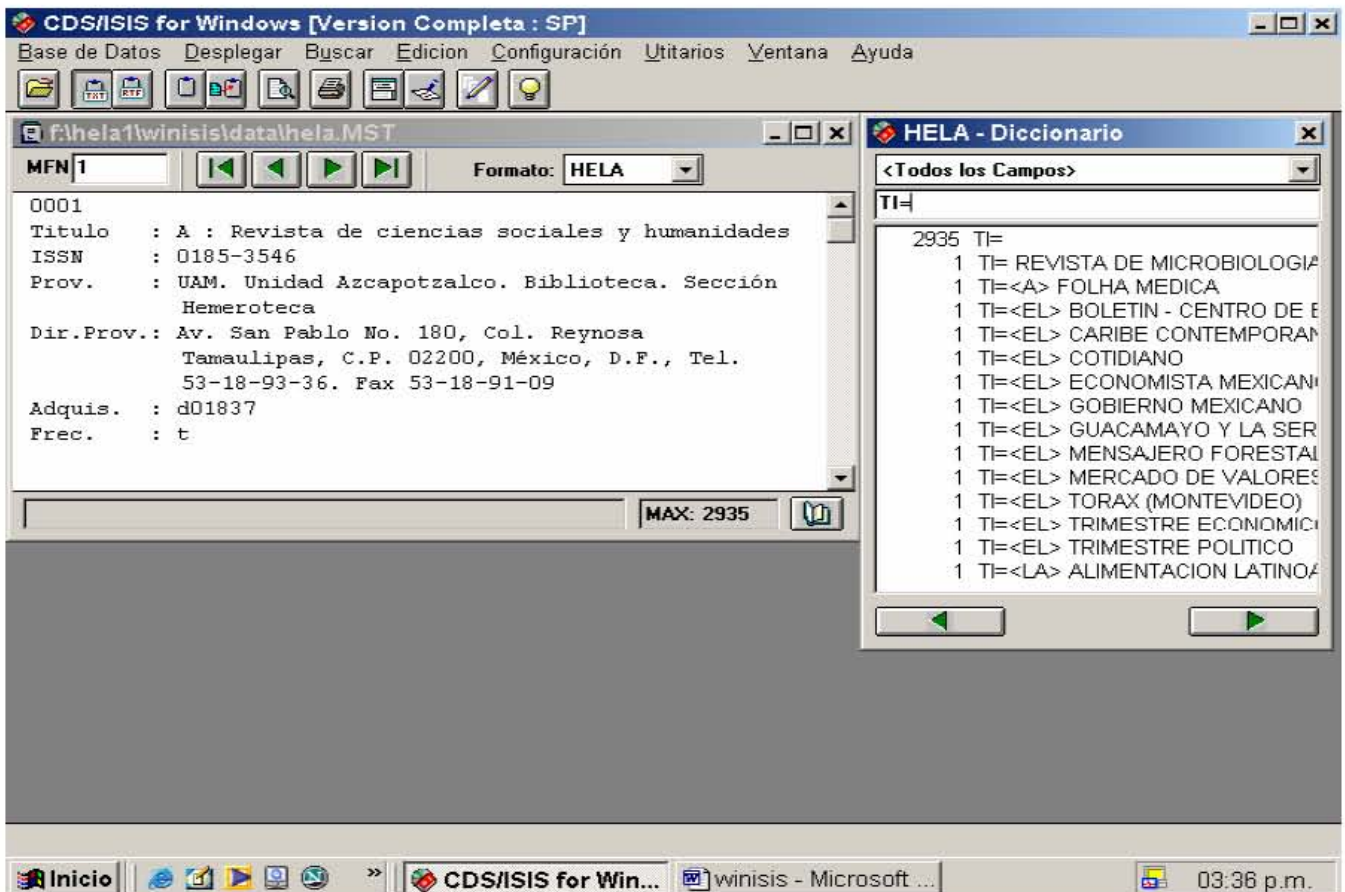 CDS/ISIS for Windows [Version Completa : SP]
Base de Datos Desplegar Buscar Edicion Configuración Utitarios Ventana Ayuda
TXT RTF
f:\hela1\winisis\data\hela.MST
MFN 1 Formato: HELA
0001
Titulo : A : Revista de ciencias sociales y humanidades
ISSN : 0185-3546
Prov. : UAM. Unidad Azcapotzalco. Biblioteca. Sección
Hemeroteca
Dir.Prov.: Av. San Pablo No. 180, Col. Reynosa
Tamaulipas, C.P. 02200, México, D.F., Tel.
53-18-93-36. Fax 53-18-91-09
Adquis. : d01837
Frec. : t
MAX: 2935
HELA - Diccionario
<Todos los Campos>
TI=
2935 TI=
1 TI= REVISTA DE MICROBIOLOGIA
1 TI=<A> FOLHA MEDICA
1 TI=<EL> BOLETIN - CENTRO DE
1 TI=<EL> CARIBE CONTEMPORAN
1 TI=<EL> COTIDIANO
1 TI=<EL> ECONOMISTA MEXICAN
1 TI=<EL> GOBIERNO MEXICANO
1 TI=<EL> GUACAMAYO Y LA SER
1 TI=<EL> MENSAJERO FORESTAL
1 TI=<EL> MERCADO DE VALORES
1 TI=<EL> TORAX (MONTEVIDEO)
1 TI=<EL> TRIMESTRE ECONOMIC
1 TI=<EL> TRIMESTRE POLITICO
1 TI=<LA> ALIMENTACION LATINOA
Inicio » CDS/ISIS for Win... winisis - Microsoft ... 03:36 p.m.